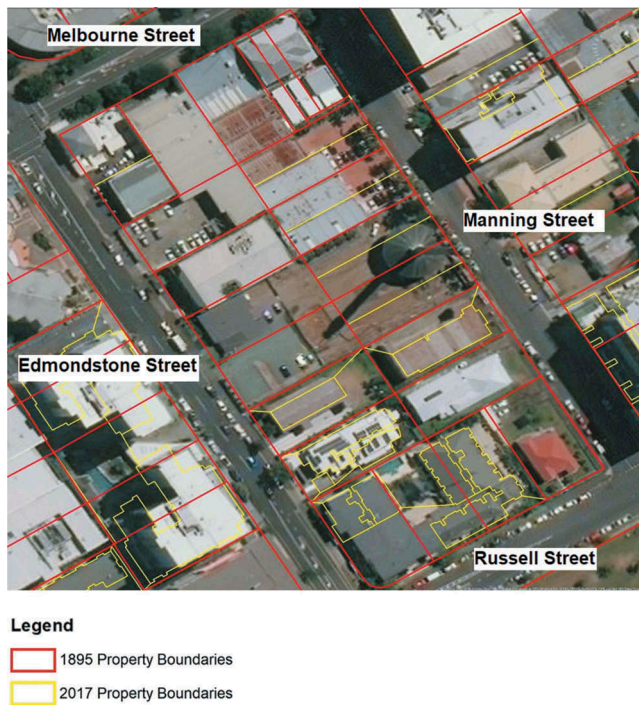 Melbourne Street
Manning Street
Edmondstone Street
Russell Street
Legend
1895 Property Boundaries
2017 Property Boundaries